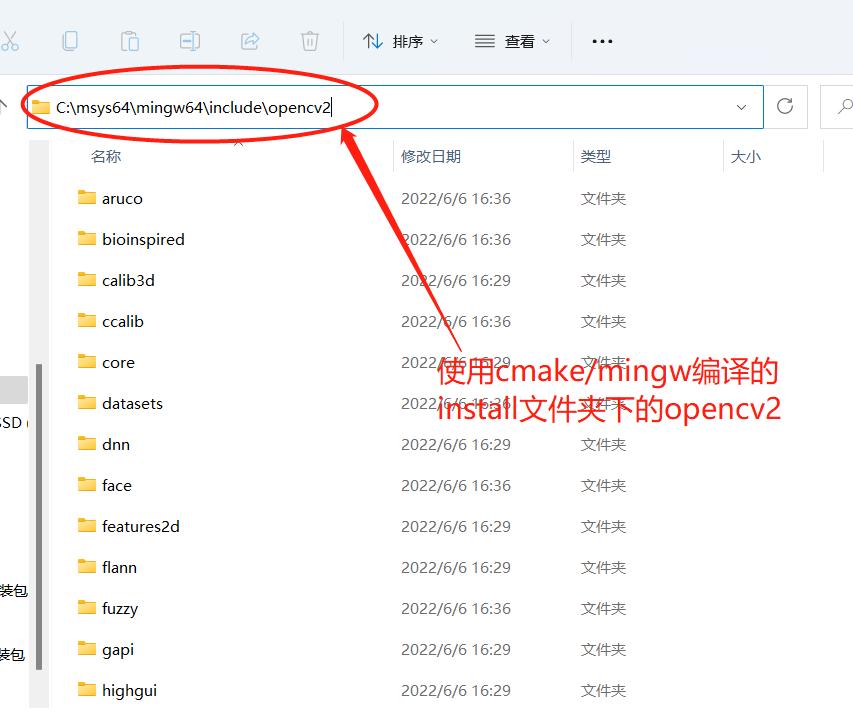 排序
查看
C:\msys64\mingw64\include\opencv2
名称 修改日期 类型 大小
aruco 2022/6/6 16:36 文件夹
bioinspired 2022/6/6 16:36 文件夹
calib3d 2022/6/6 16:29 文件夹
ccalib 2022/6/6 16:36 文件夹
core 2022/6/6 16:29 文件夹
使用cmake/mingw编译的
datasets 2022/6/6 16:36 文件夹
install文件夹下的opencv2
SSD (
dnn 2022/6/6 16:29 文件夹
face 2022/6/6 16:36 文件夹
features2d 2022/6/6 16:29 文件夹
flann 2022/6/6 16:29 文件夹
装包
fuzzy 2022/6/6 16:36 文件夹
gapi 2022/6/6 16:29 文件夹
装包
highgui 2022/6/6 16:29 文件夹